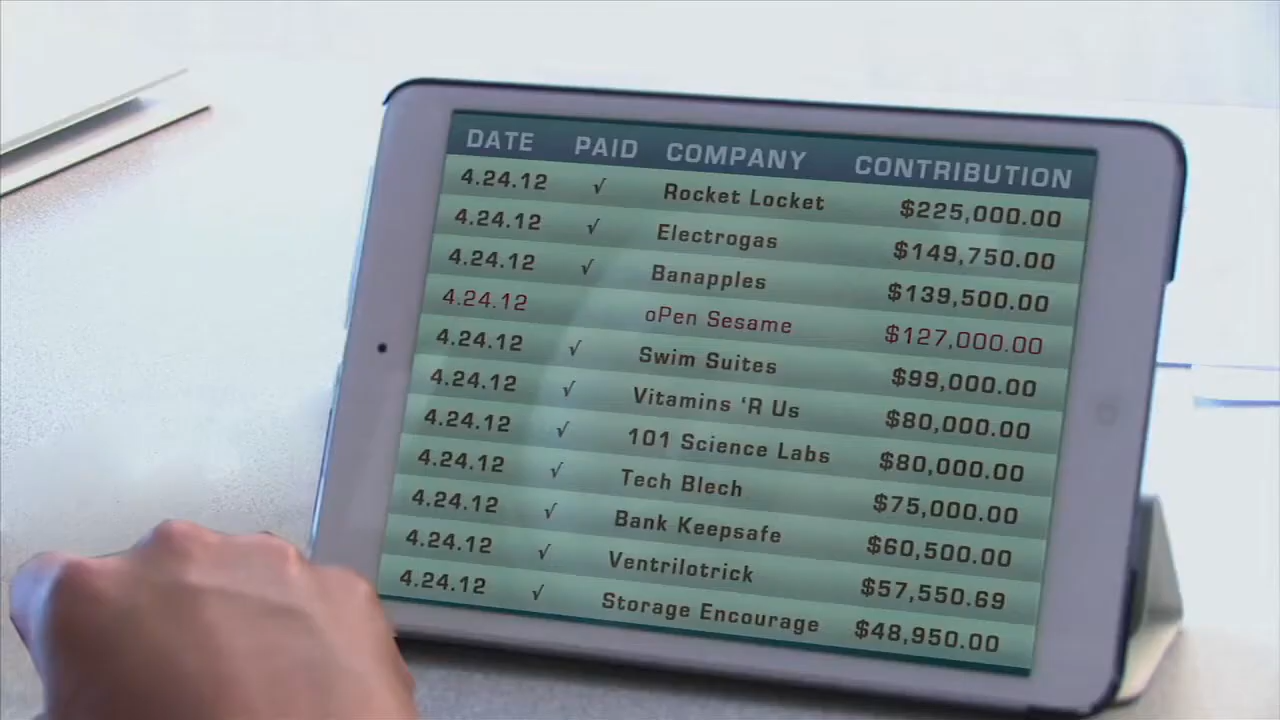 DATE PAID COMPANY CONTRIBUTION
4.24.12 √ Rocket Locket $225,000.00
4.24.12 √ Electrogas $149,750.00
4.24.12 √ Banapples $139,500.00
4.24.12 oPen Sesame $127,000.00
4.24.12 √ Swim Suites $99,000.00
4.24.12 √ Vitamins ‘R Us $80,000.00
4.24.12 √ 101 Science Labs $80,000.00
4.24.12 √ Tech Blech $75,000.00
4.24.12 √ Bank Keepsafe $60,500.00
4.24.12 √ Ventrilotrick $57,550.69
4.24.12 √ Storage Encourage $48,950.00